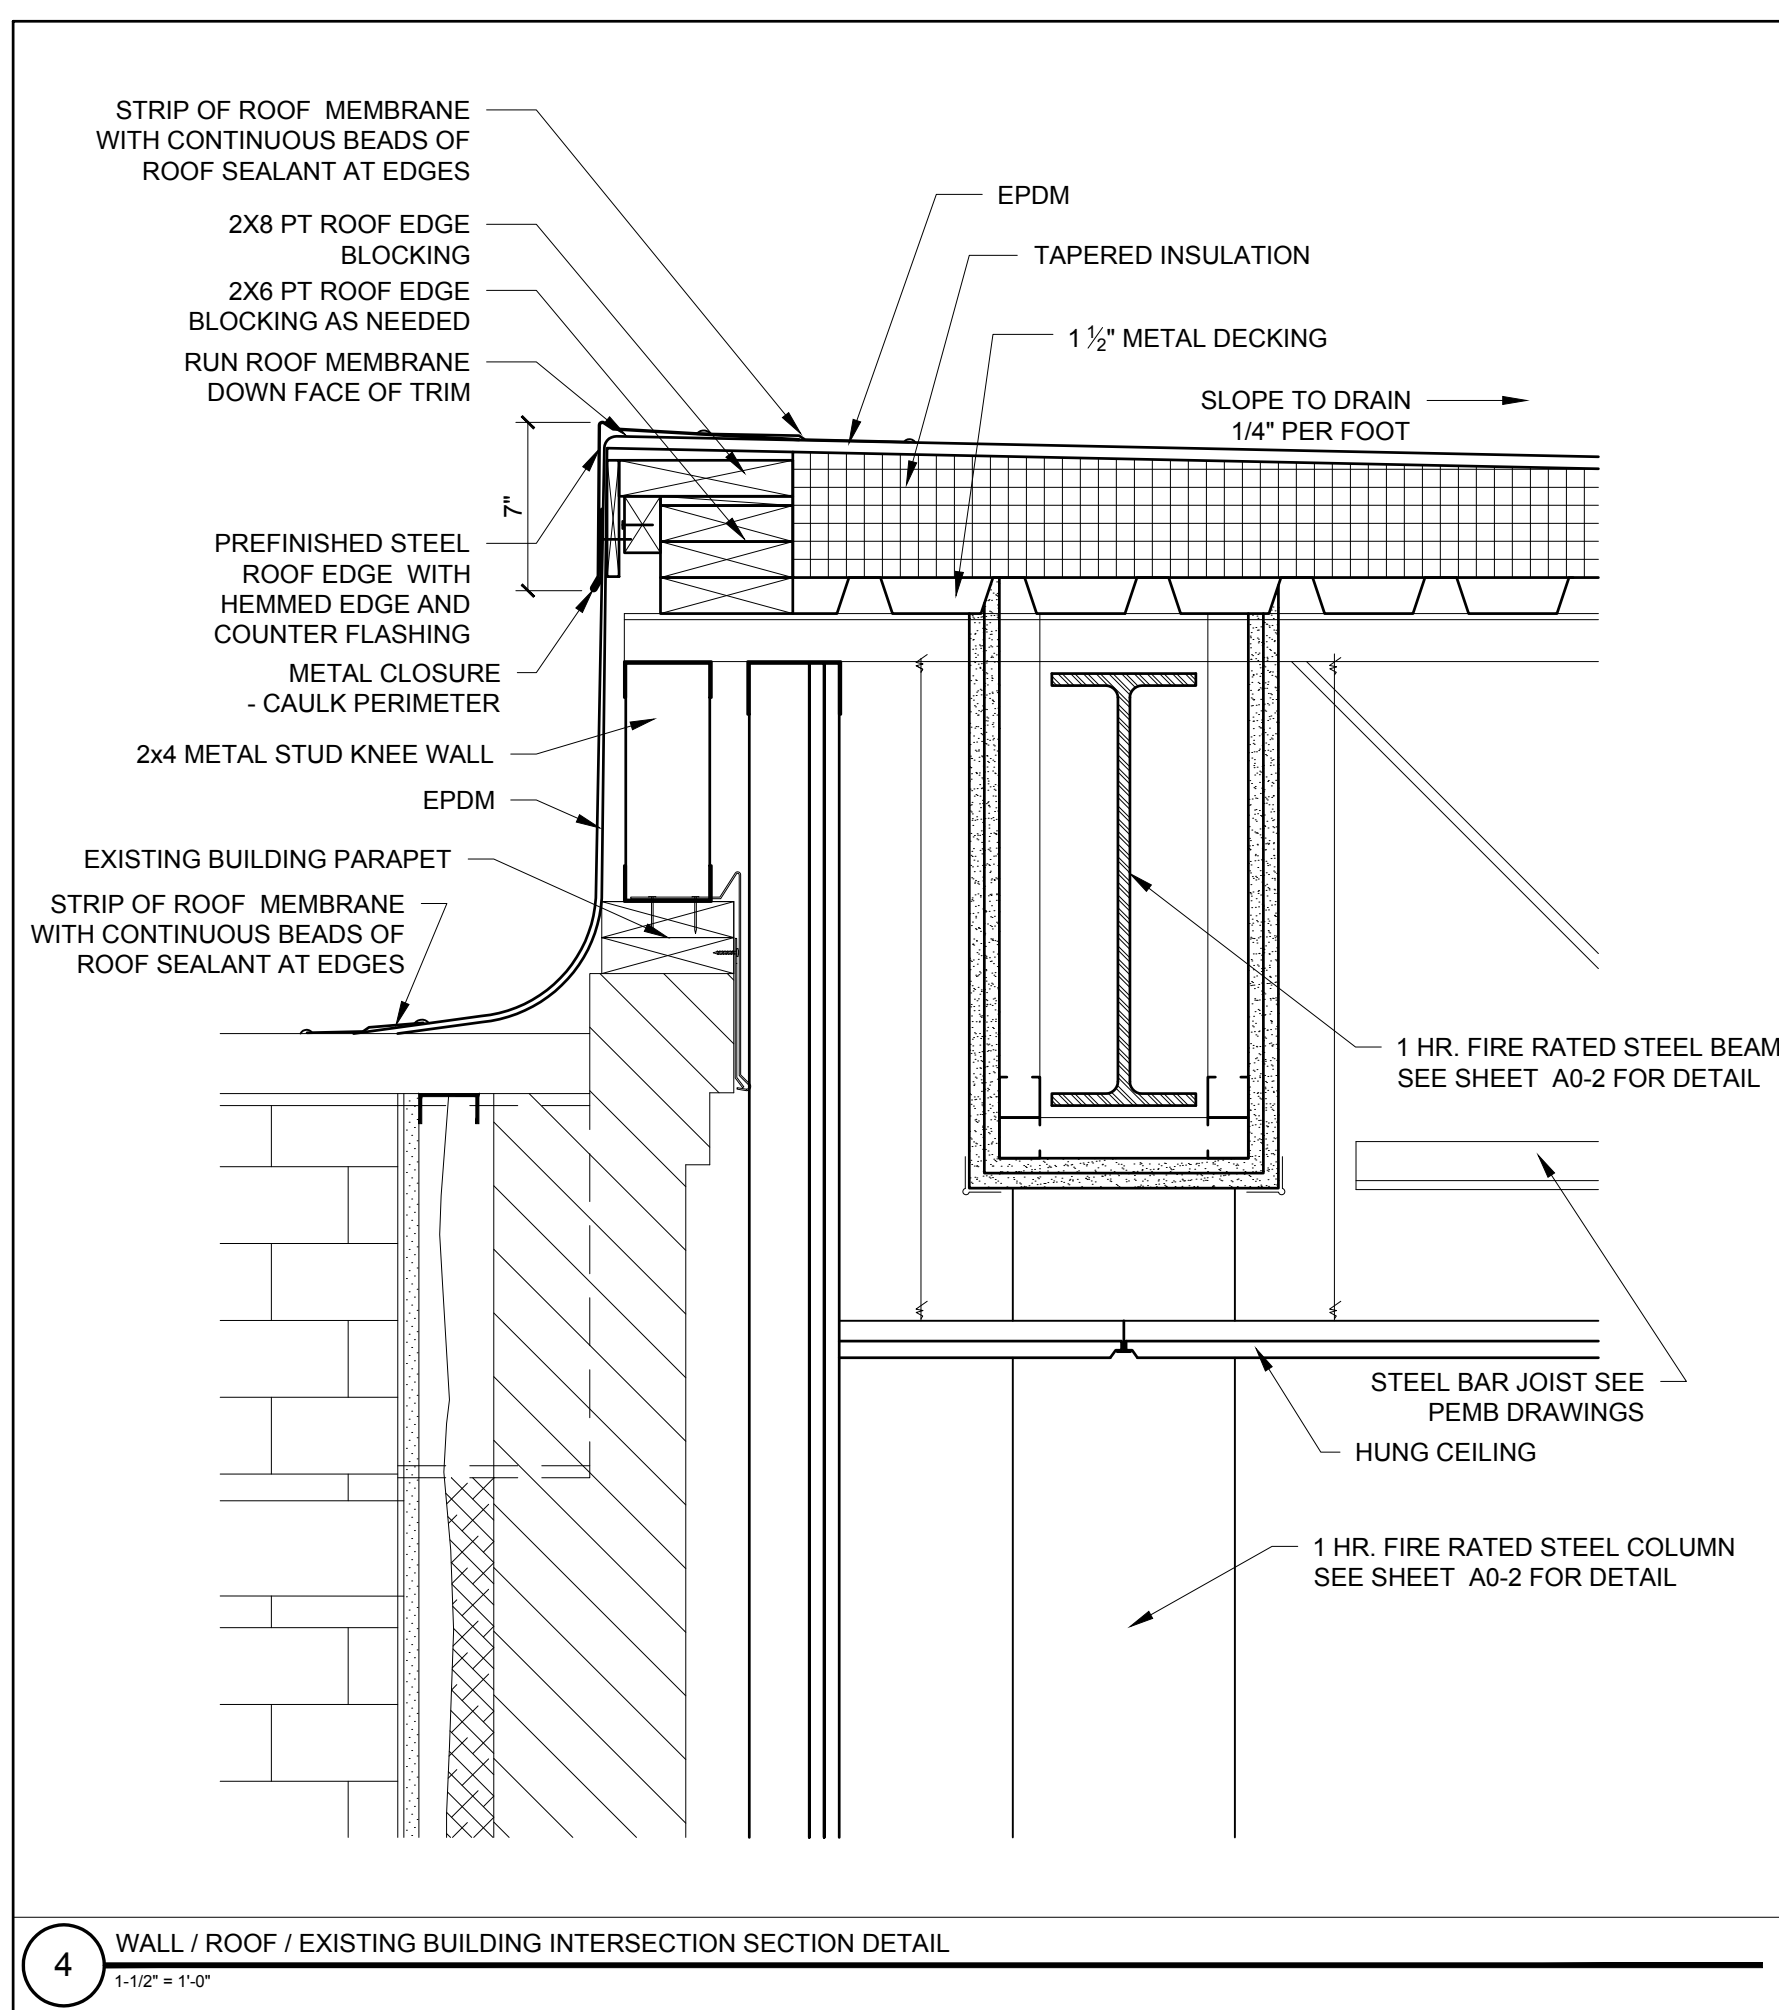 STRIP OF ROOF MEMBRANE
WITH CONTINUOUS BEADS OF
ROOF SEALANT AT EDGES
2X8 PT ROOF EDGE
BLOCKING
2X6 PT ROOF EDGE
BLOCKING AS NEEDED
RUN ROOF MEMBRANE
DOWN FACE OF TRIM
EPDM
TAPERED INSULATION
1 1/2" METAL DECKING
SLOPE TO DRAIN
1/4" PER FOOT
7"
PREFINISHED STEEL
ROOF EDGE WITH
HEMMED EDGE AND
COUNTER FLASHING
METAL CLOSURE
- CAULK PERIMETER
2x4 METAL STUD KNEE WALL
EPDM
EXISTING BUILDING PARAPET
STRIP OF ROOF MEMBRANE
WITH CONTINUOUS BEADS OF
ROOF SEALANT AT EDGES
1 HR. FIRE RATED STEEL BEAM
SEE SHEET A0-2 FOR DETAIL
STEEL BAR JOIST SEE
PEMB DRAWINGS
HUNG CEILING
1 HR. FIRE RATED STEEL COLUMN
SEE SHEET A0-2 FOR DETAIL
4
WALL / ROOF / EXISTING BUILDING INTERSECTION SECTION DETAIL
1-1/2" = 1'-0"